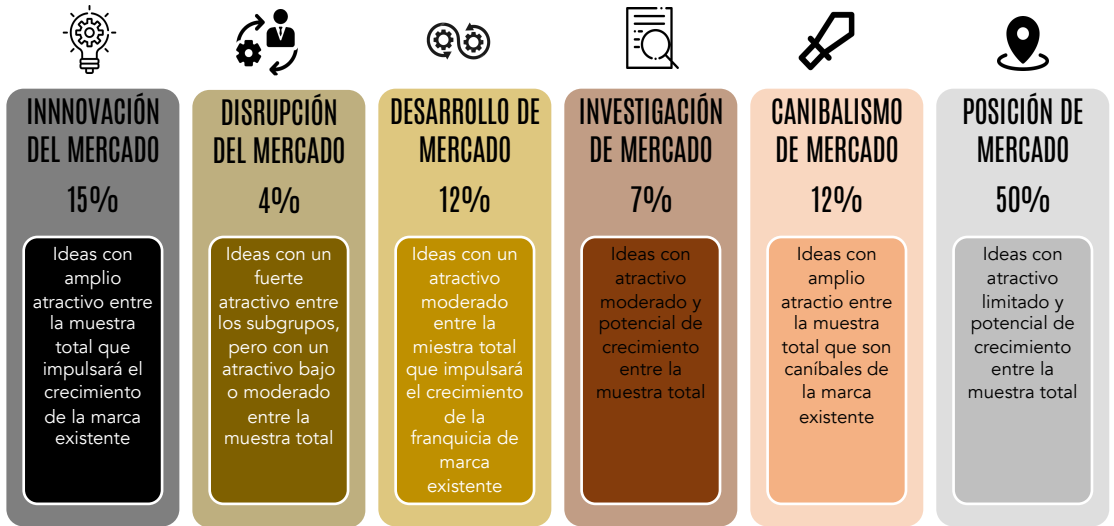 INNNOVACIÓN
DEL MERCADO
15%
Ideas con
amplio
atractivo entre
la muestra
total que
impulsará el
crecimiento
de la marca
existente
DISRUPCIÓN
DEL MERCADO
4%
Ideas con un
fuerte
atractivo entre
los subgrupos,
pero con un
atractivo bajo
o moderado
entre la
muestra total
DESARROLLO DE
MERCADO
12%
Ideas con un
atractivo
moderado
entre la
miestra total
que impulsará
el crecimiento
de la
franquicia de
marca
existente
INVESTIGACIÓN
DE MERCADO
7%
Ideas con
atractivo
moderado y
potencial de
crecimiento
entre la
muestra total
CANIBALISMO
DE MERCADO
12%
Ideas con
amplio
atractio entre
la muestra
total que son
caníbales de
la marca
existente
POSICIÓN DE
MERCADO
50%
Ideas con
atractivo
limitado y
potencial de
crecimiento
entre la
muestra total